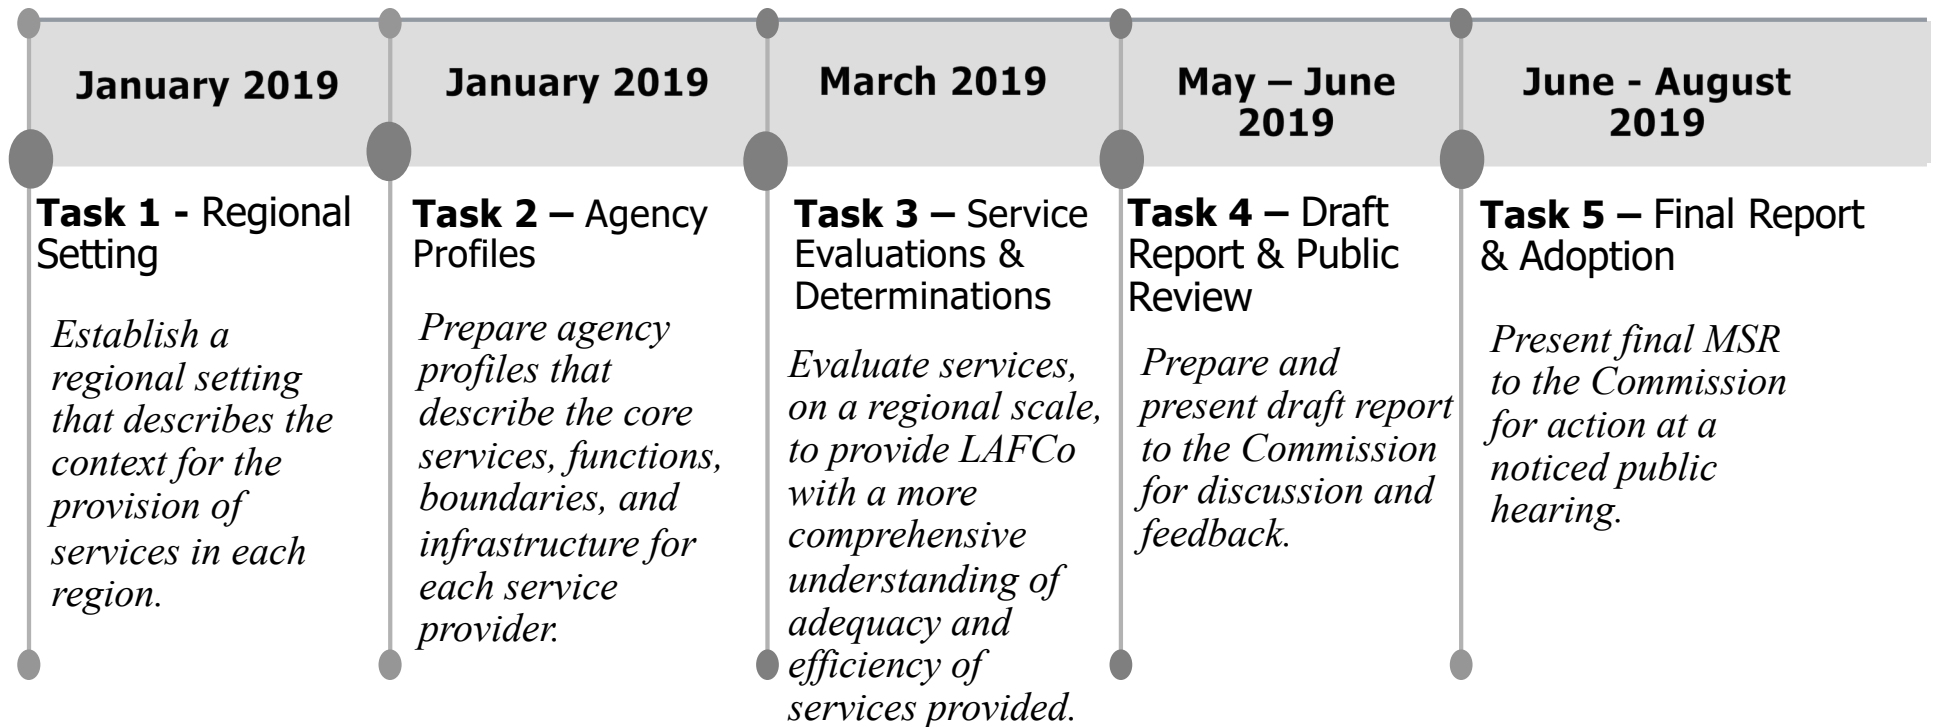 January 2019
January 2019
March 2019
May – June
2019
June - August
2019
Task 1 - Regional
Setting
Establish a
regional setting
that describes the
context for the
provision of
services in each
region.
Task 2 – Agency
Profiles
Prepare agency
profiles that
describe the core
services, functions,
boundaries, and
infrastructure for
each service
provider.
Task 3 – Service
Evaluations &
Determinations
Evaluate services,
on a regional scale,
to provide LAFCo
with a more
comprehensive
understanding of
adequacy and
efficiency of
services provided.
Task 4 – Draft
Report & Public
Review
Prepare and
present draft report
to the Commission
for discussion and
feedback.
Task 5 – Final Report
& Adoption
Present final MSR
to the Commission
for action at a
noticed public
hearing.